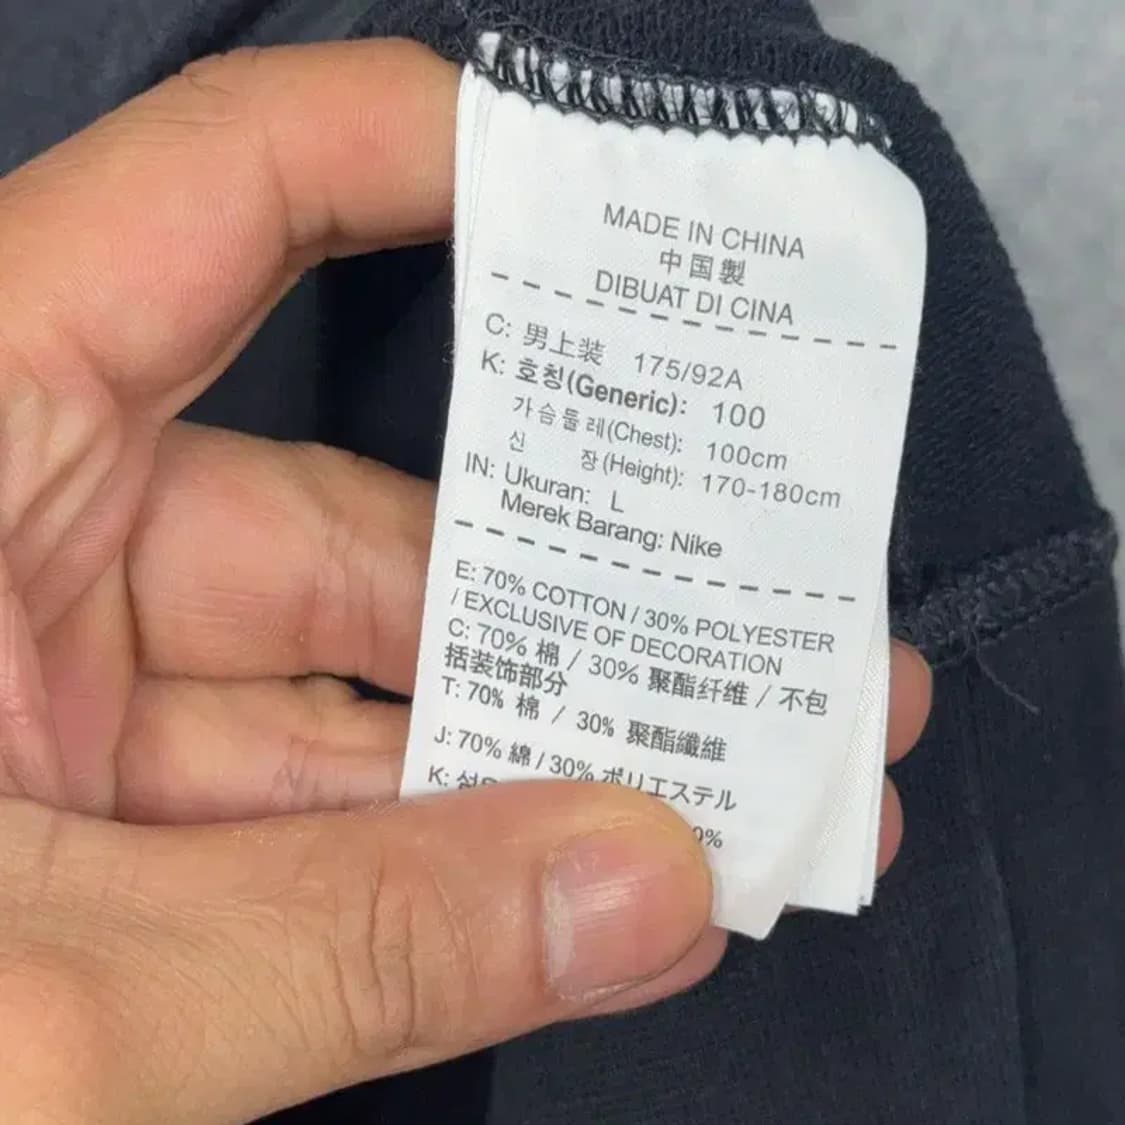 MADE IN CHINA
中国製
DIBUAT DI CINA
C: 男上装 175/92A
K: 호칭(Generic): 100
가슴둘레(Chest): 100cm
신 장(Height): 170-180cm
IN: Ukuran: L
Merek Barang: Nike
E: 70% COTTON / 30% POLYESTER
/ EXCLUSIVE OF DECORATION
C: 70% 棉 / 30% 聚酯纤维 / 不包
括装饰部分
T: 70% 棉 / 30% 聚酯纖維
J: 70% 綿 / 30% ポリエステル
K:
0%